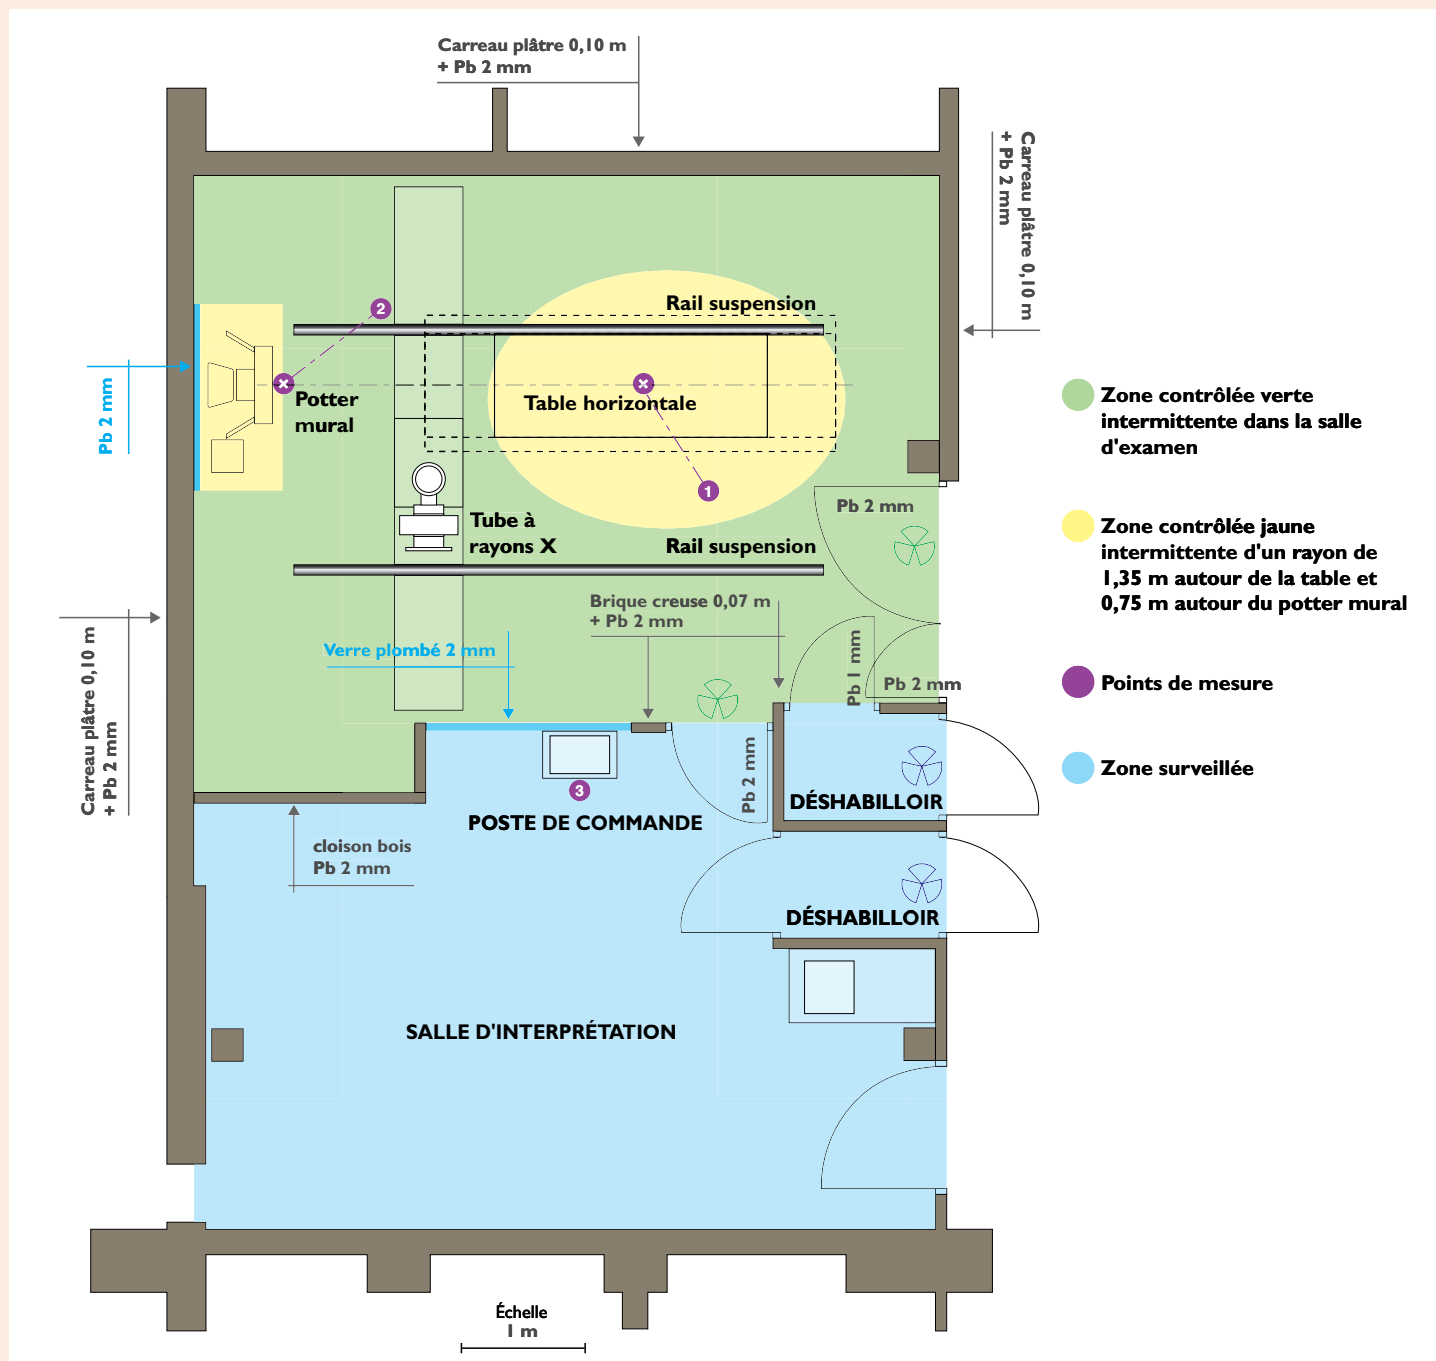 Carreau plâtre 0,10 m
+ Pb 2 mm
Carreau plâtre 0,10 m
+ Pb 2 mm
Rail suspension
2
Pb 2 mm
Potter
mural
Table horizontale
1
Pb 2 mm
Tube à
rayons X
Rail suspension
Brique creuse 0,07 m
+ Pb 2 mm
Verre plombé 2 mm
Pb 1 mm
Pb 2 mm
Carreau plâtre 0,10 m
+ Pb 2 mm
Pb 2 mm
3
POSTE DE COMMANDE
DÉSHABILLOIR
cloison bois
Pb 2 mm
DÉSHABILLOIR
SALLE D'INTERPRÉTATION
Échelle
1 m
Zone contrôlée verte
intermittente dans la salle
d'examen
Zone contrôlée jaune
intermittente d'un rayon de
1,35 m autour de la table et
0,75 m autour du potter mural
Points de mesure
Zone surveillée